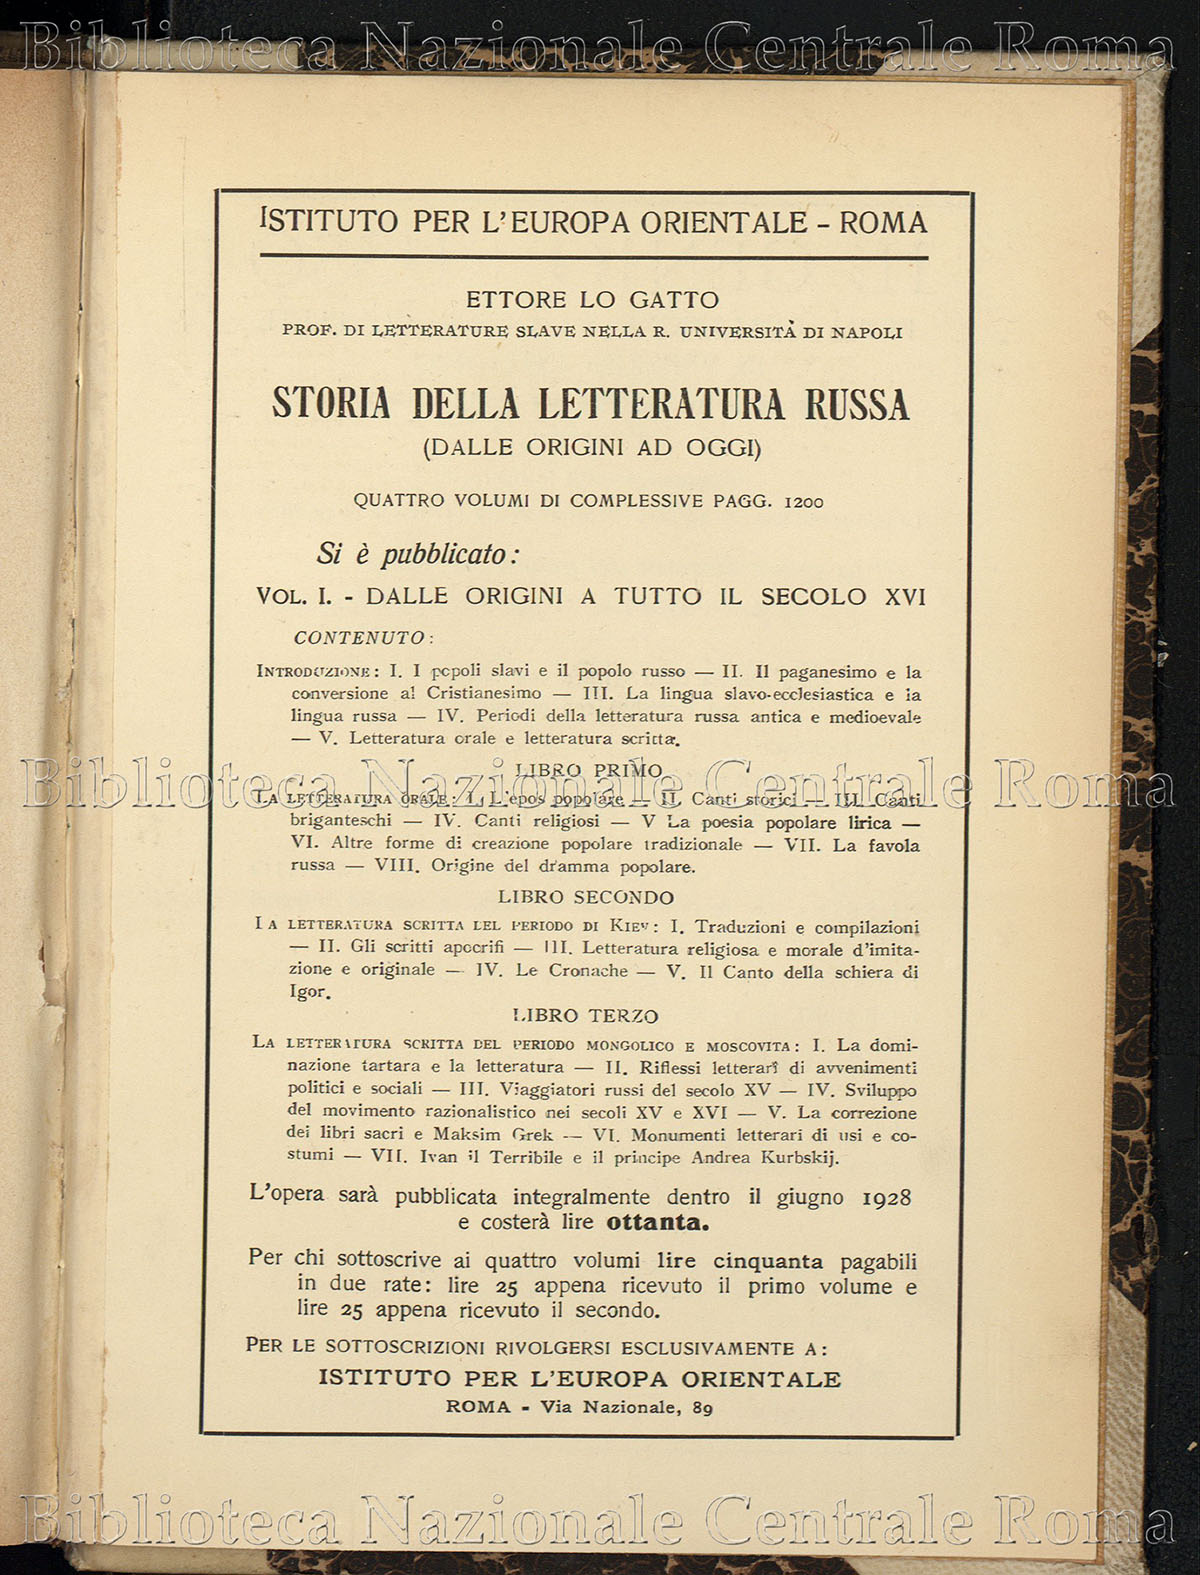 Biblioteca Nazionale Centrale Roma
ISTITUTO PER L'EUROPA ORIENTALE - ROMA
ETTORE LO GATTO
PROF. DI LETTERATURE SLAVE NELLA R. UNIVERSITÀ DI NAPOLI
STORIA DELLA LETTERATURA RUSSA
(DALLE ORIGINI AD OGGI)
QUATTRO VOLUMI DI COMPLESSIVE PAGG. 1200
Si è pubblicato:
VOL. I. - DALLE ORIGINI A TUTTO IL SECOLO XVI
CONTENUTO:
INTRODUZIONE: I. I popoli slavi e il popolo russo — II. Il paganesimo e la
conversione al Cristianesimo — III. La lingua slavo-ecclesiastica e la
lingua russa — IV. Periodi della letteratura russa antica e medioevale
— V. Letteratura orale e letteratura scritta.
LIBRO PRIMO
Biblioteca Nazionale Centrale Roma
LA LETTERATURA ORALE: I. L'epos popolare — II. Canti storici — III. Canti
briganteschi — IV. Canti religiosi — V La poesia popolare lirica —
VI. Altre forme di creazione popolare tradizionale — VII. La favola
russa — VIII. Origine del dramma popolare.
LIBRO SECONDO
LA LETTERATURA SCRITTA DEL PERIODO DI KIEV: I. Traduzioni e compilazioni
— II. Gli scritti apocrifi — III. Letteratura religiosa e morale d'imita-
zione e originale — IV. Le Cronache — V. Il Canto della schiera di
Igor.
LIBRO TERZO
LA LETTERATURA SCRITTA DEL PERIODO MONGOLICO E MOSCOVITA: I. La domi-
nazione tartara e la letteratura — II. Riflessi letterari di avvenimenti
politici e sociali — III. Viaggiatori russi del secolo XV — IV. Sviluppo
del movimento razionalistico nei secoli XV e XVI — V. La correzione
dei libri sacri e Maksim Grek — VI. Monumenti letterari di usi e co-
stumi — VII. Ivan il Terribile e il principe Andrea Kurbskij.
L'opera sarà pubblicata integralmente dentro il giugno 1928
e costerà lire ottanta.
Per chi sottoscrive ai quattro volumi lire cinquanta pagabili
in due rate: lire 25 appena ricevuto il primo volume e
lire 25 appena ricevuto il secondo.
PER LE SOTTOSCRIZIONI RIVOLGERSI ESCLUSIVAMENTE A:
ISTITUTO PER L'EUROPA ORIENTALE
ROMA - Via Nazionale, 89
Biblioteca Nazionale Centrale Roma